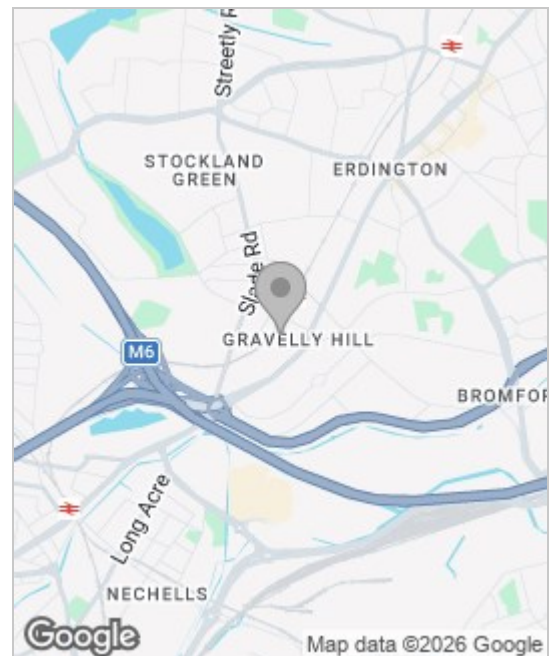 Streetly R
STOCKLAND
GREEN
ERDINGTON
Slade Rd
GRAVELLY HILL
M6
BROMFOR
Long Acre
NECHELLS
Google
Map data ©2026 Google